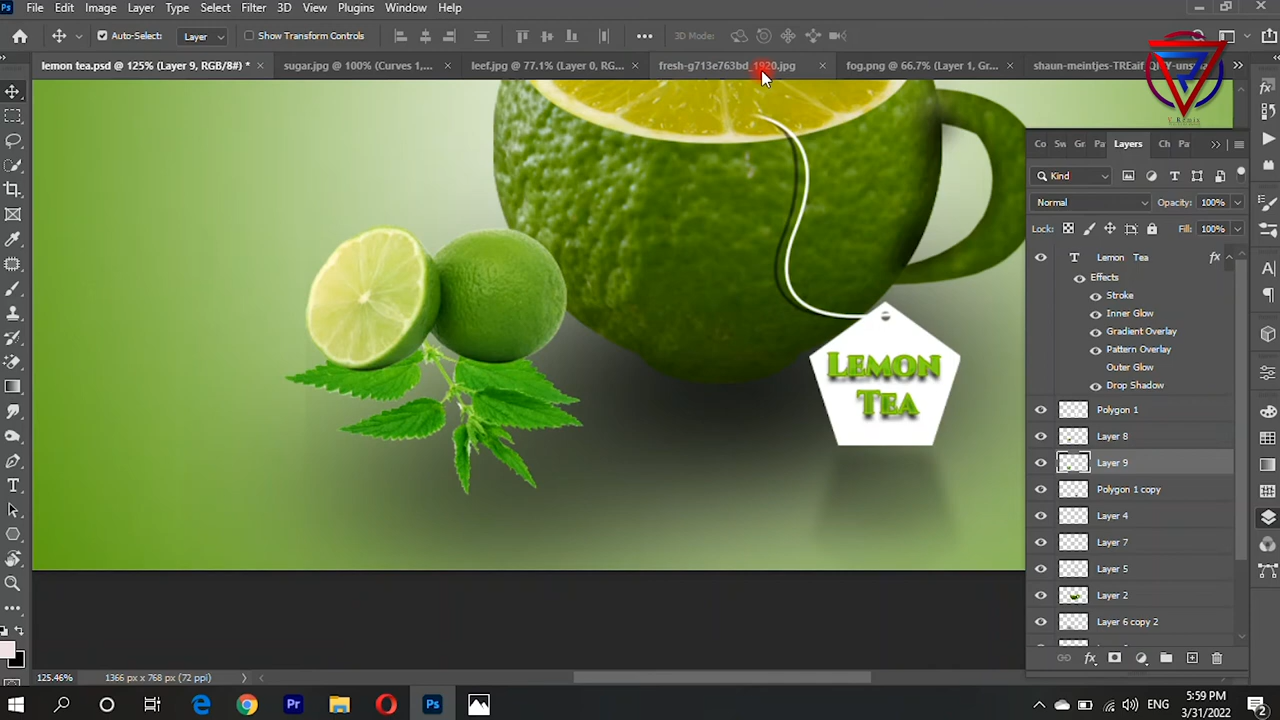 File Edit Image Layer Type Select Filter 3D View Plugins Window Help
Auto-Select: Layer Show Transform Controls 3D Mode:
lemon tea.psd @ 125% (Layer 9, RGB/8#) * sugar.jpg @ 100% (Curves 1, leef.jpg @ 77.1% (Layer 0, RG fresh-g713e763bd_1920.jpg fog.png @ 66.7% (Layer 1, Gr
V Remix
Co Sw Gr Pa Layers Ch Pa
Kind
Normal Opacity: 100%
Lock: Fill: 100%
Lemon Tea fx
Effects
Stroke
Inner Glow
Gradient Overlay
Pattern Overlay
Outer Glow
Drop Shadow
Polygon 1
Layer 8
Layer 9
Polygon 1 copy
Layer 4
Layer 7
Layer 5
Layer 2
Layer 6 copy 2
Lemon
Tea
125.46% 1366 px x 768 px (72 ppi)
Pr Ps ENG 5:59 PM
3/31/2022 2